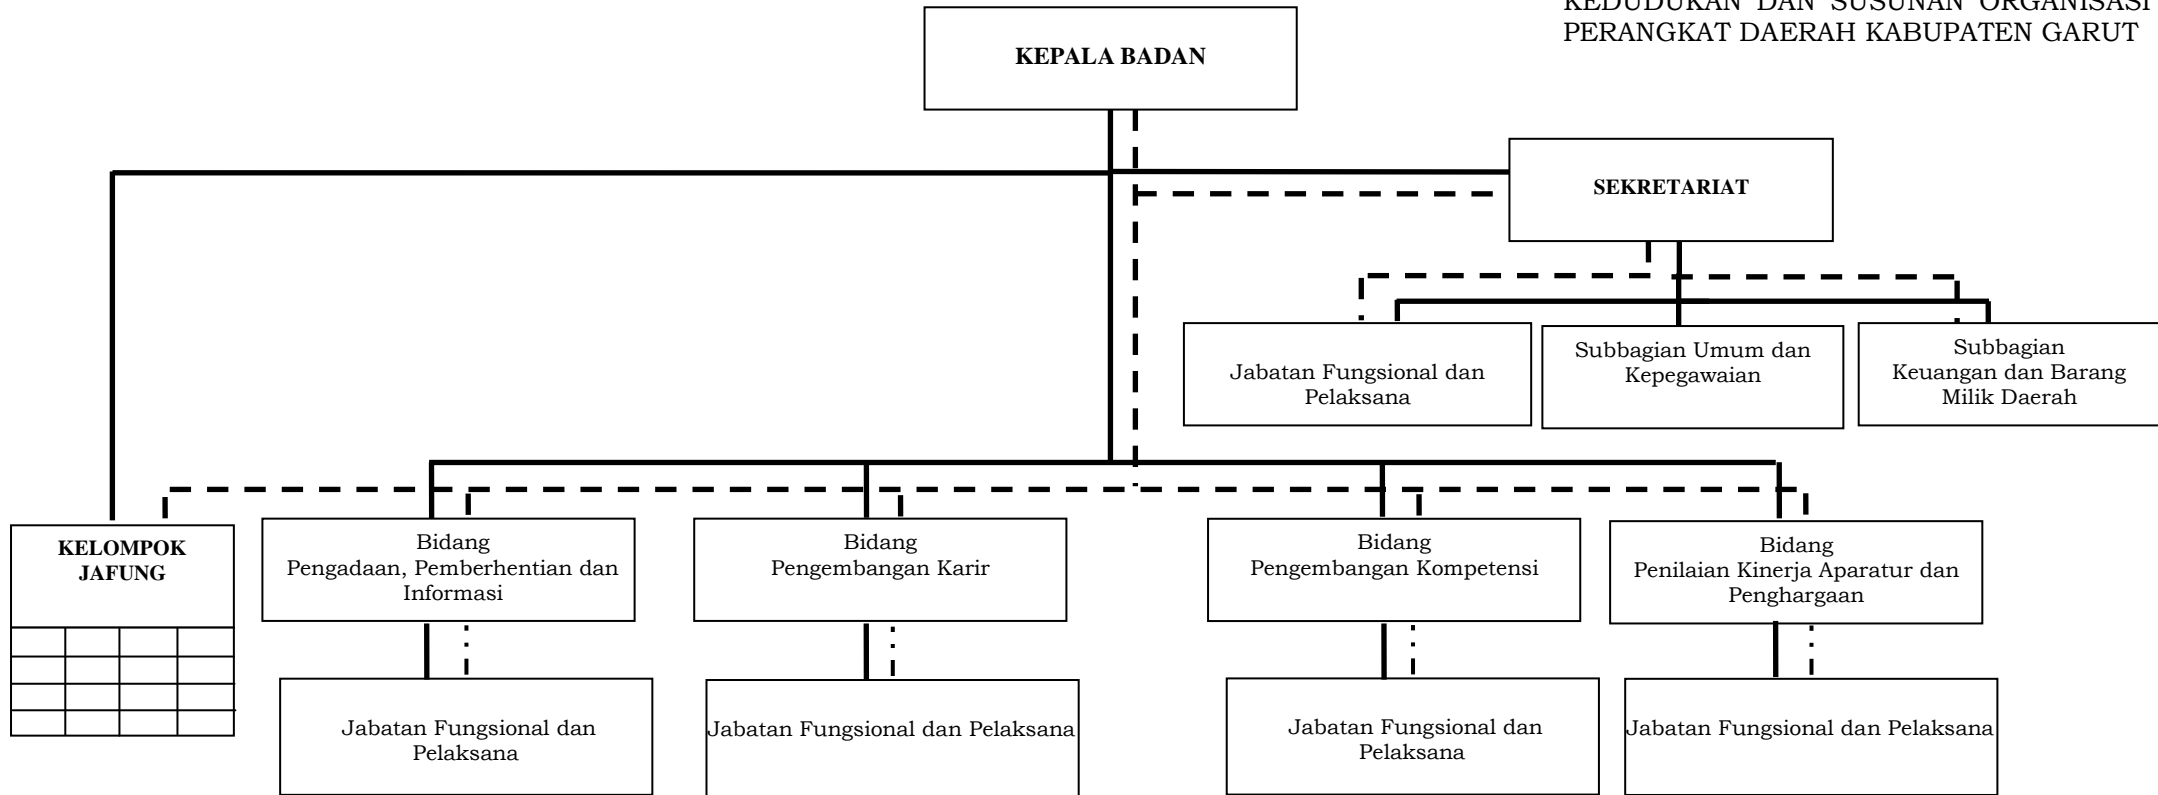 KEDUDUKAN DAN SUSUNAN ORGANISASI
PERANGKAT DAERAH KABUPATEN GARUT
KEPALA BADAN
SEKRETARIAT
Jabatan Fungsional dan
Pelaksana
Subbagian Umum dan
Kepegawaian
Subbagian
Keuangan dan Barang
Milik Daerah
KELOMPOK
JAFUNG
Bidang
Pengadaan, Pemberhentian dan
Informasi
Bidang
Pengembangan Karir
Bidang
Pengembangan Kompetensi
Bidang
Penilaian Kinerja Aparatur dan
Penghargaan
Jabatan Fungsional dan
Pelaksana
Jabatan Fungsional dan Pelaksana
Jabatan Fungsional dan
Pelaksana
Jabatan Fungsional dan Pelaksana